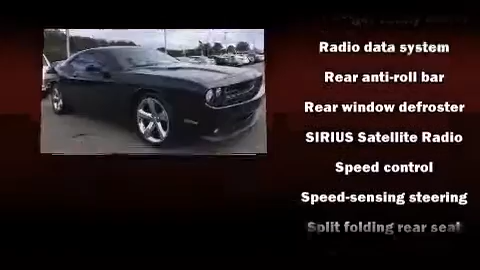 Radio data system
Rear anti-roll bar
Rear window defroster
SIRIUS Satellite Radio
Speed control
Speed-sensing steering
Split folding rear seat